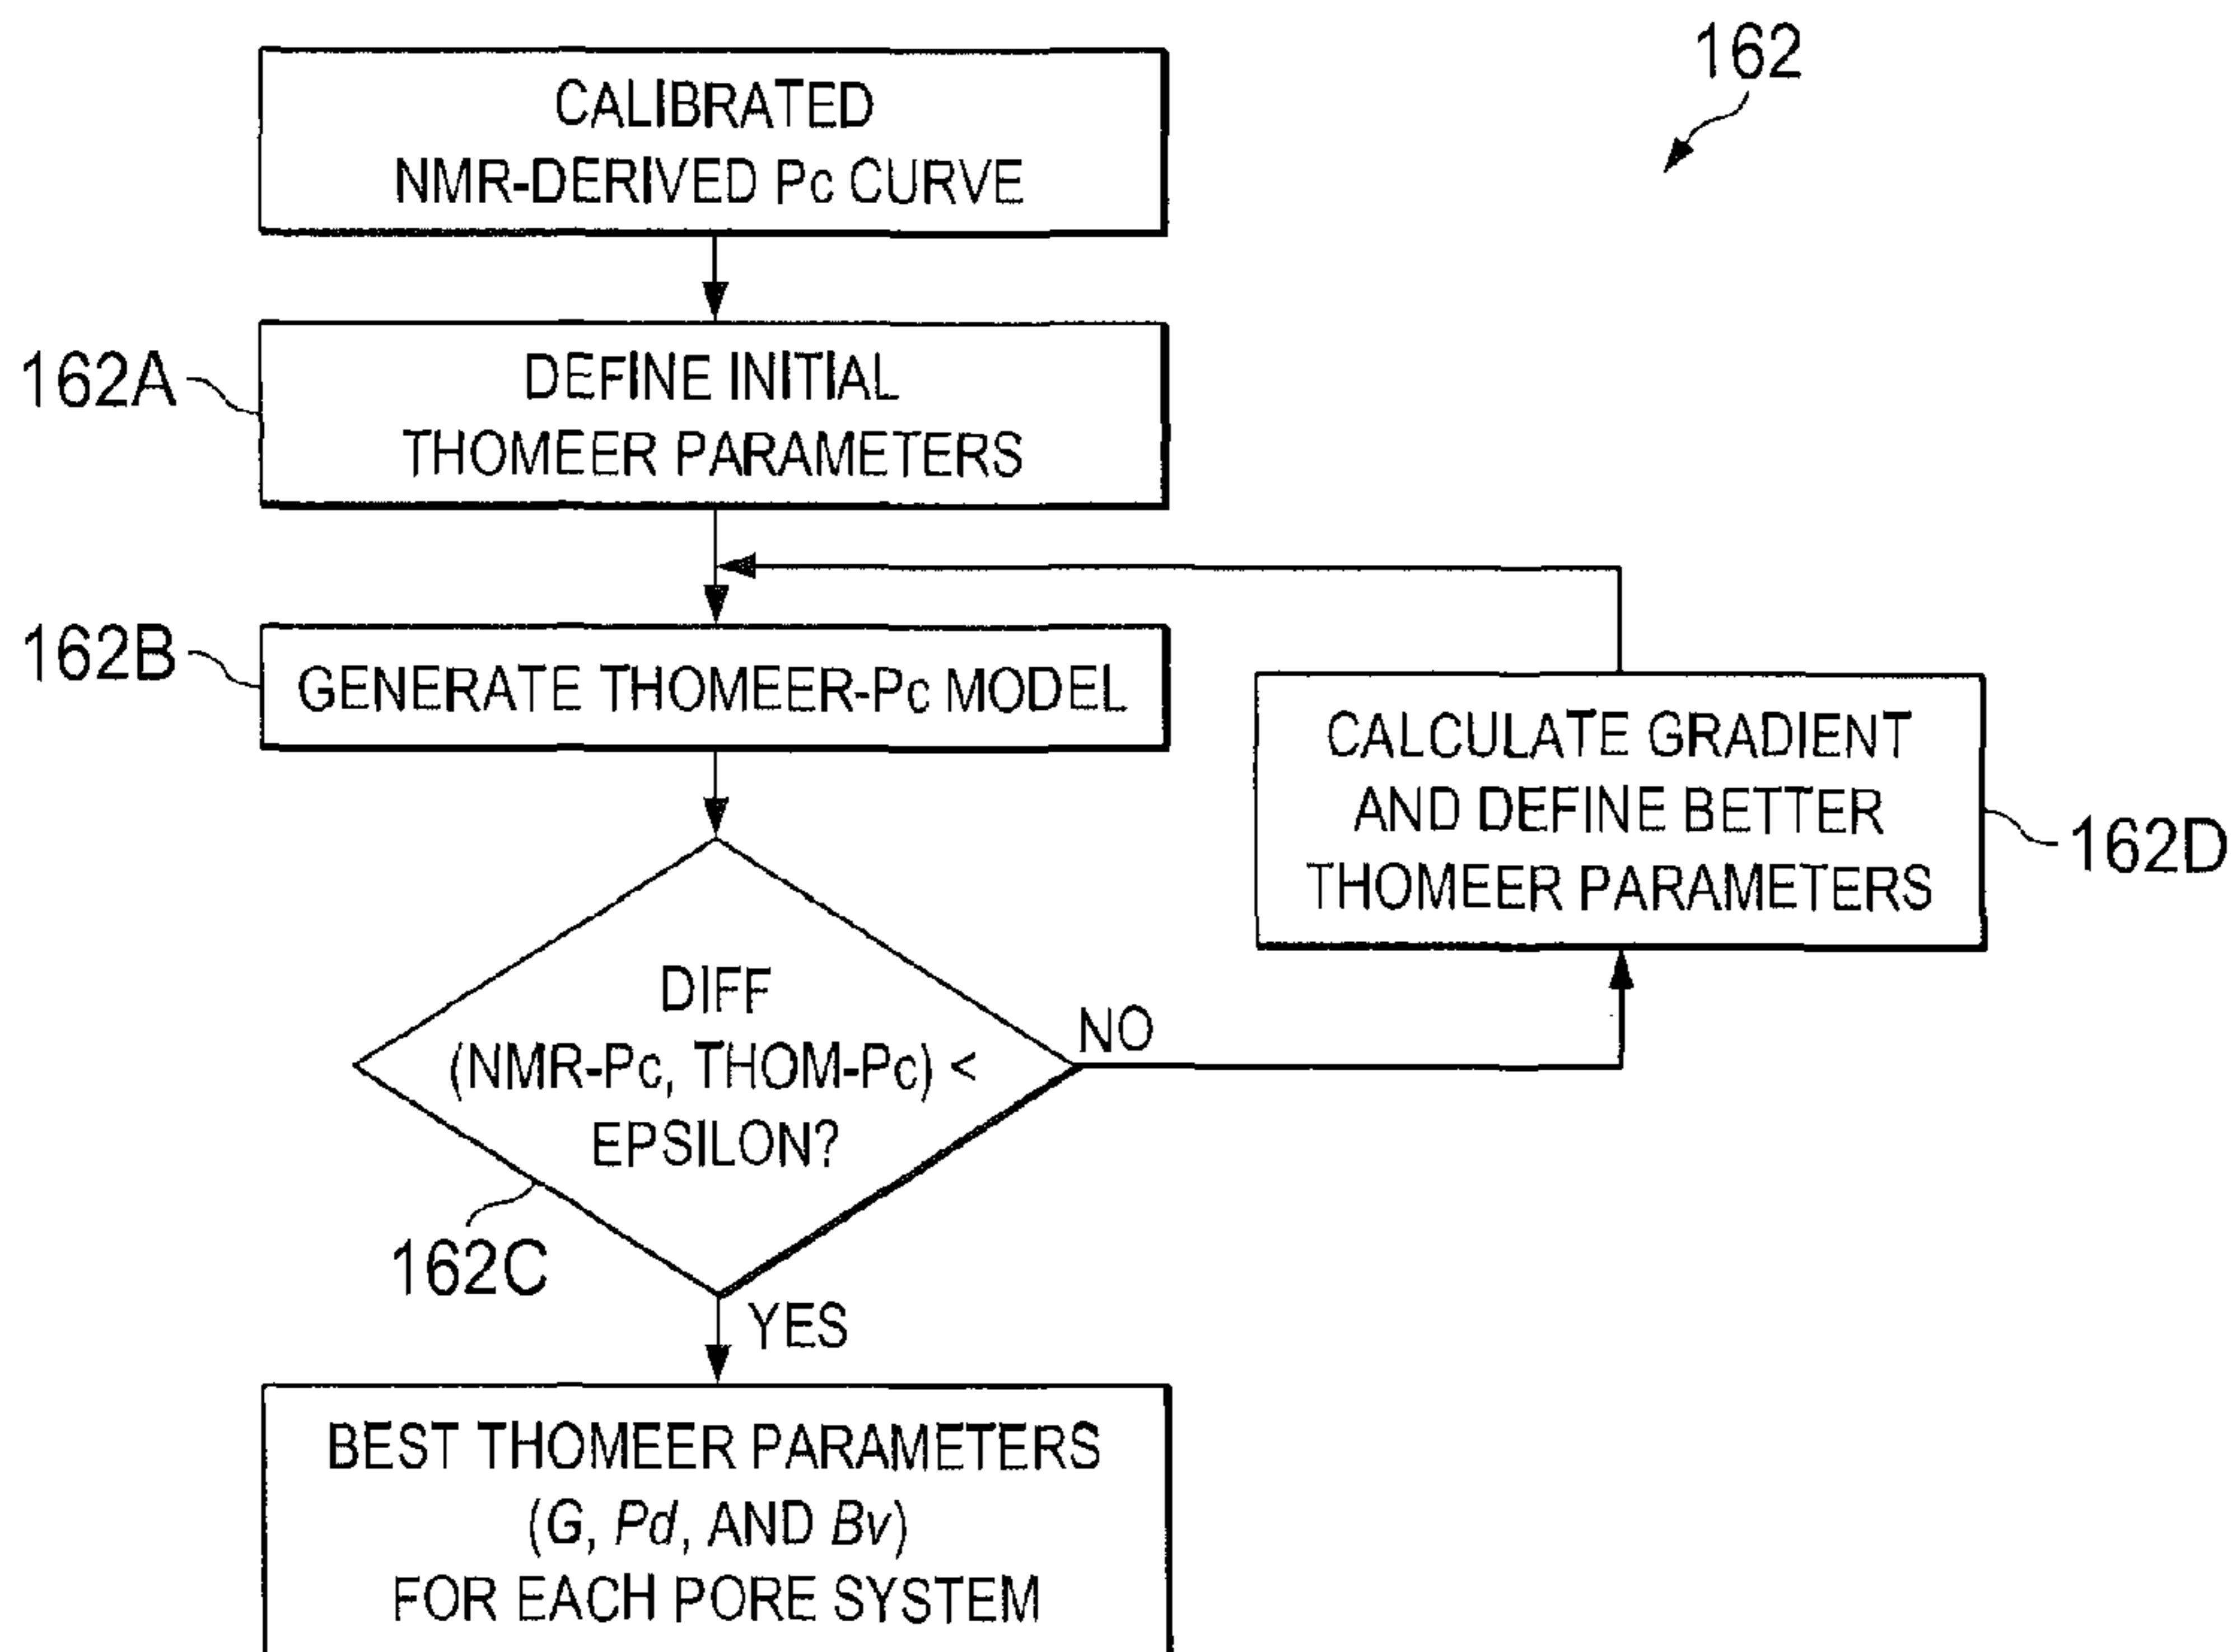 162
CALIBRATED
NMR-DERIVED Pc CURVE
162A
DEFINE INITIAL
THOMEER PARAMETERS
162B
GENERATE THOMEER-Pc MODEL
CALCULATE GRADIENT
AND DEFINE BETTER
THOMEER PARAMETERS
162D
DIFF
(NMR-Pc, THOM-Pc) <
EPSILON?
NO
162C
YES
BEST THOMEER PARAMETERS
(G, Pd, AND Bv)
FOR EACH PORE SYSTEM